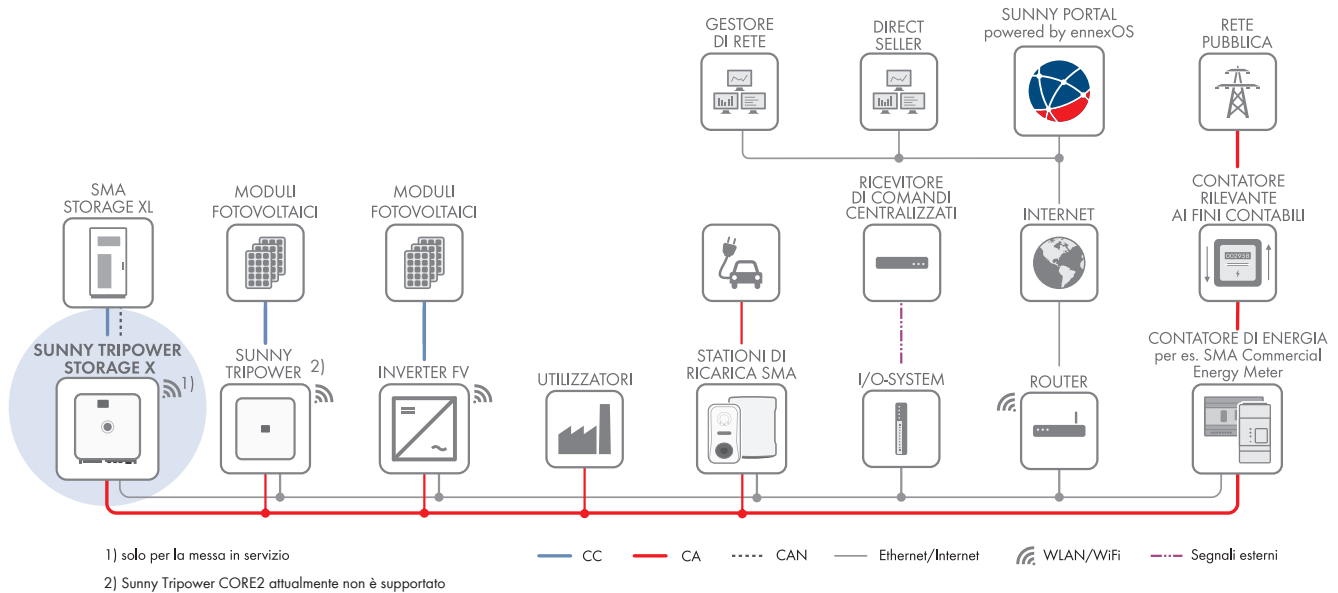 GESTORE
DI RETE
DIRECT
SELLER
SUNNY PORTAL
powered by ennexOS
RETE
PUBBLICA
SMA
STORAGE XL
MODULI
FOTOVOLTAICI
MODULI
FOTOVOLTAICI
RICEVITORE
DI COMANDI
CENTRALIZZATI
INTERNET
CONTATORE
RILEVANTE
AI FINI CONTABILI
002958
SUNNY TRIPOWER
STORAGE X
1)
SUNNY
TRIPOWER
2)
INVERTER FV
UTILIZZATORI
STATIONI DI
RICARICA SMA
I/O-SYSTEM
ROUTER
CONTATORE DI ENERGIA
per es. SMA Commercial
Energy Meter
1) solo per la messa in servizio
2) Sunny Tripower CORE2 attualmente non è supportato
CC
CA
CAN
Ethernet/Internet
WLAN/WiFi
Segnali esterni